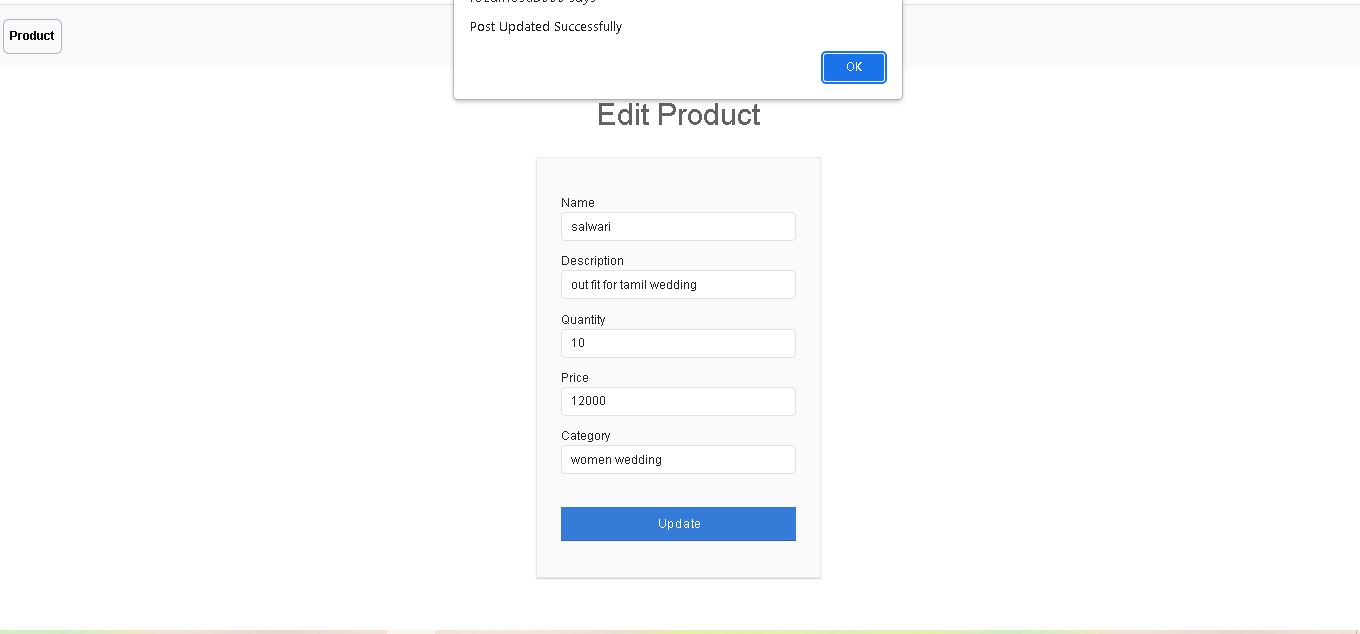 Post Updated Successfully
OK
Product
Edit Product
Name
salwari
Description
out fit for tamil wedding
Quantity
10
Price
12000
Category
women wedding
Update